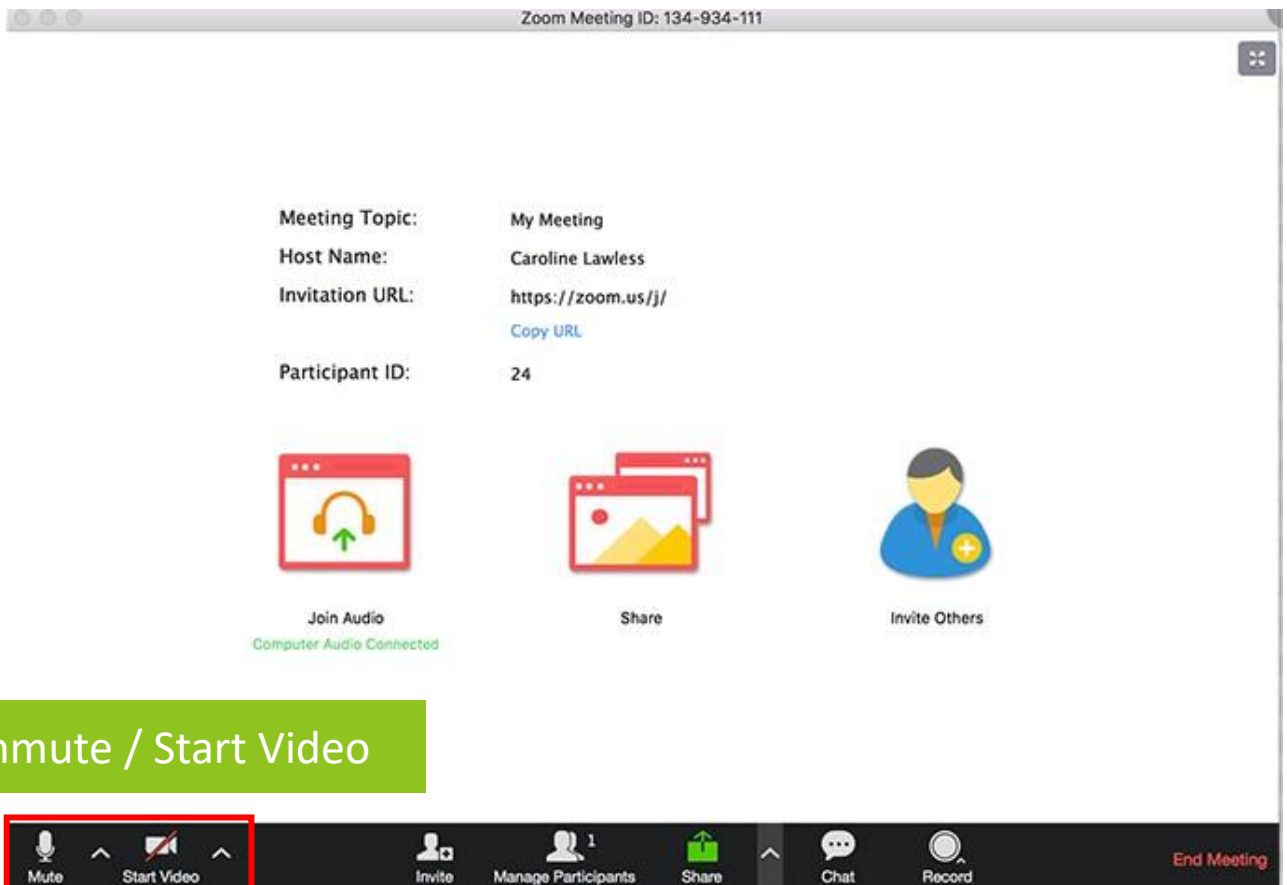 Zoom Meeting ID: 134-934-111
Meeting Topic: My Meeting
Host Name: Caroline Lawless
Invitation URL: https://zoom.us/j/
Copy URL
Participant ID: 24
Join Audio Share Invite Others
Computer Audio Connected
/ Start Video
1
Mute Start Video Invite Manage Participants Share Chat Record End Meeting